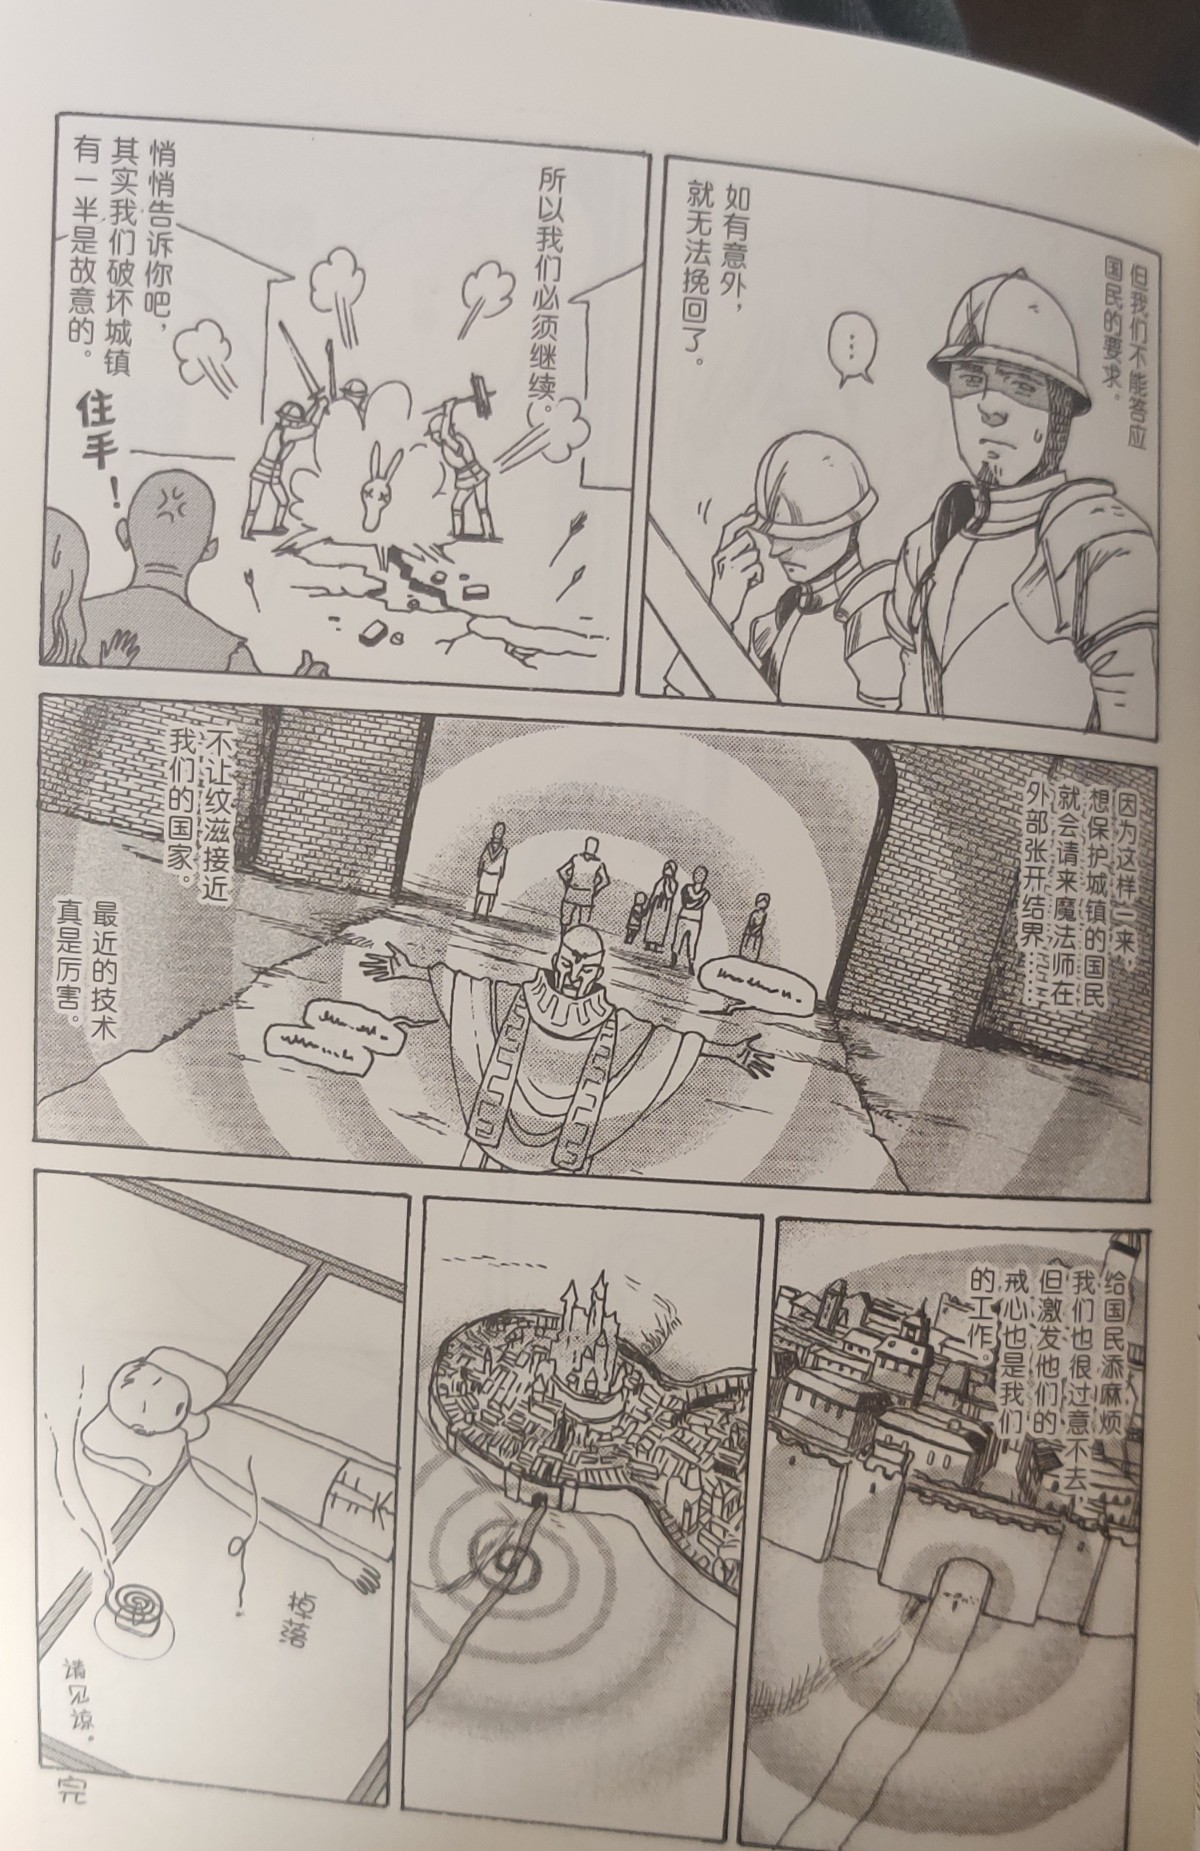 但我们不能答应
国民的要求。
…
如有意外，
就无法挽回了。
所以我们必须继续。
悄悄告诉你吧，
其实我们破坏城镇
有一半是故意的。
住手！
因为这样一来，
想保护城镇的国民
就会请来魔法师在
外部张开结界……
不让纹滋接近
我们的国家。
最近的技术
真是厉害。
给国民添麻烦
我们也很过意不去，
但激发他们的
戒心也是我们
的工作。
掉落
请见谅。
完